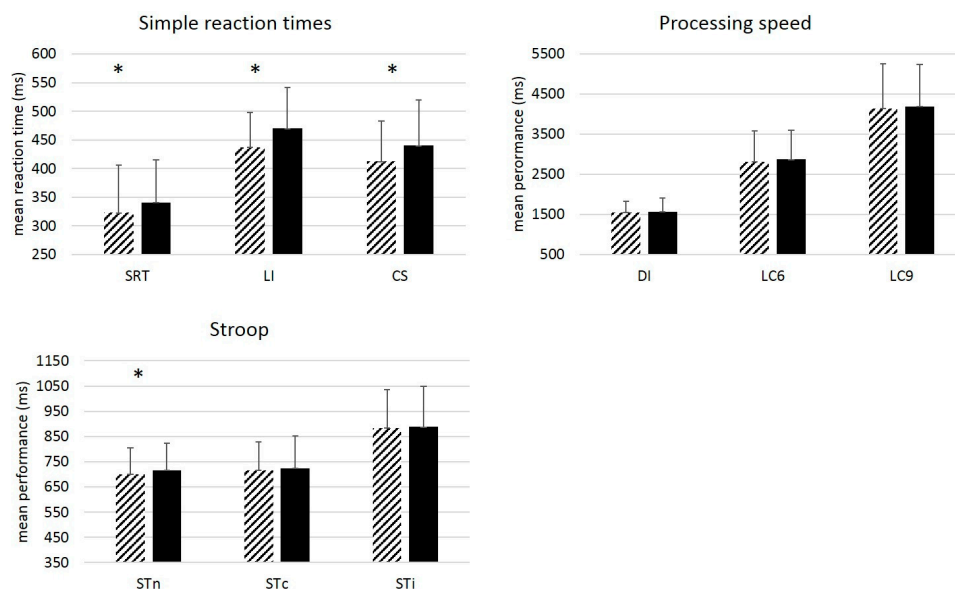 Simple reaction times
mean reaction time (ms)
600
550
500
450
400
350
300
250
* * *
SRT LI CS
Processing speed
mean perormance (ms)
5500
4500
3500
2500
1500
500
DI LC6 LC9
Stroop
mean performance (ms)
1150
1050
950
850
750
650
550
450
350
*
STn STc STi